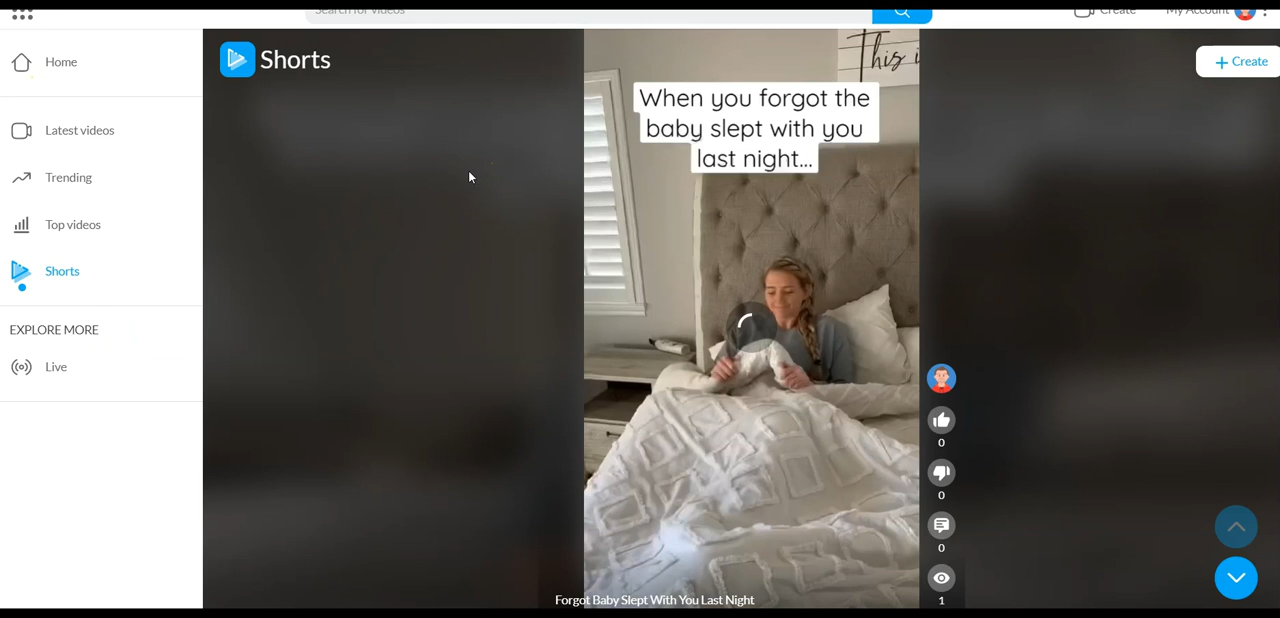 Search for videos
Create
My Account
Home
Shorts
+ Create
This i
When you forgot the
baby slept with you
last night...
Latest videos
Trending
Top videos
Shorts
EXPLORE MORE
Live
0
0
0
1
Forgot Baby Slept With You Last Night